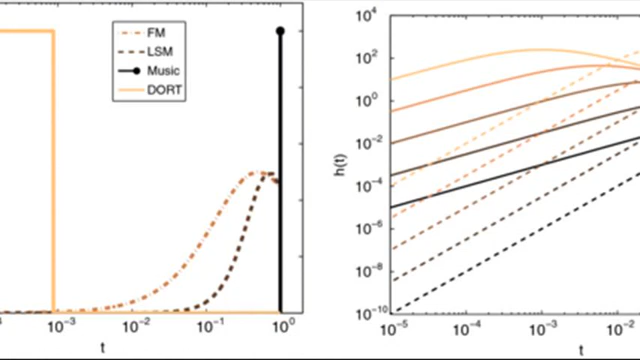 FM
LSM
Music
DORT
10⁻³ 10⁻² 10⁻¹ 10⁰
t
10⁴
10²
10⁰
10⁻²
10⁻⁴
10⁻⁶
10⁻⁸
10⁻¹⁰
h(t)
10⁻⁵ 10⁻⁴ 10⁻³ 10⁻²
t